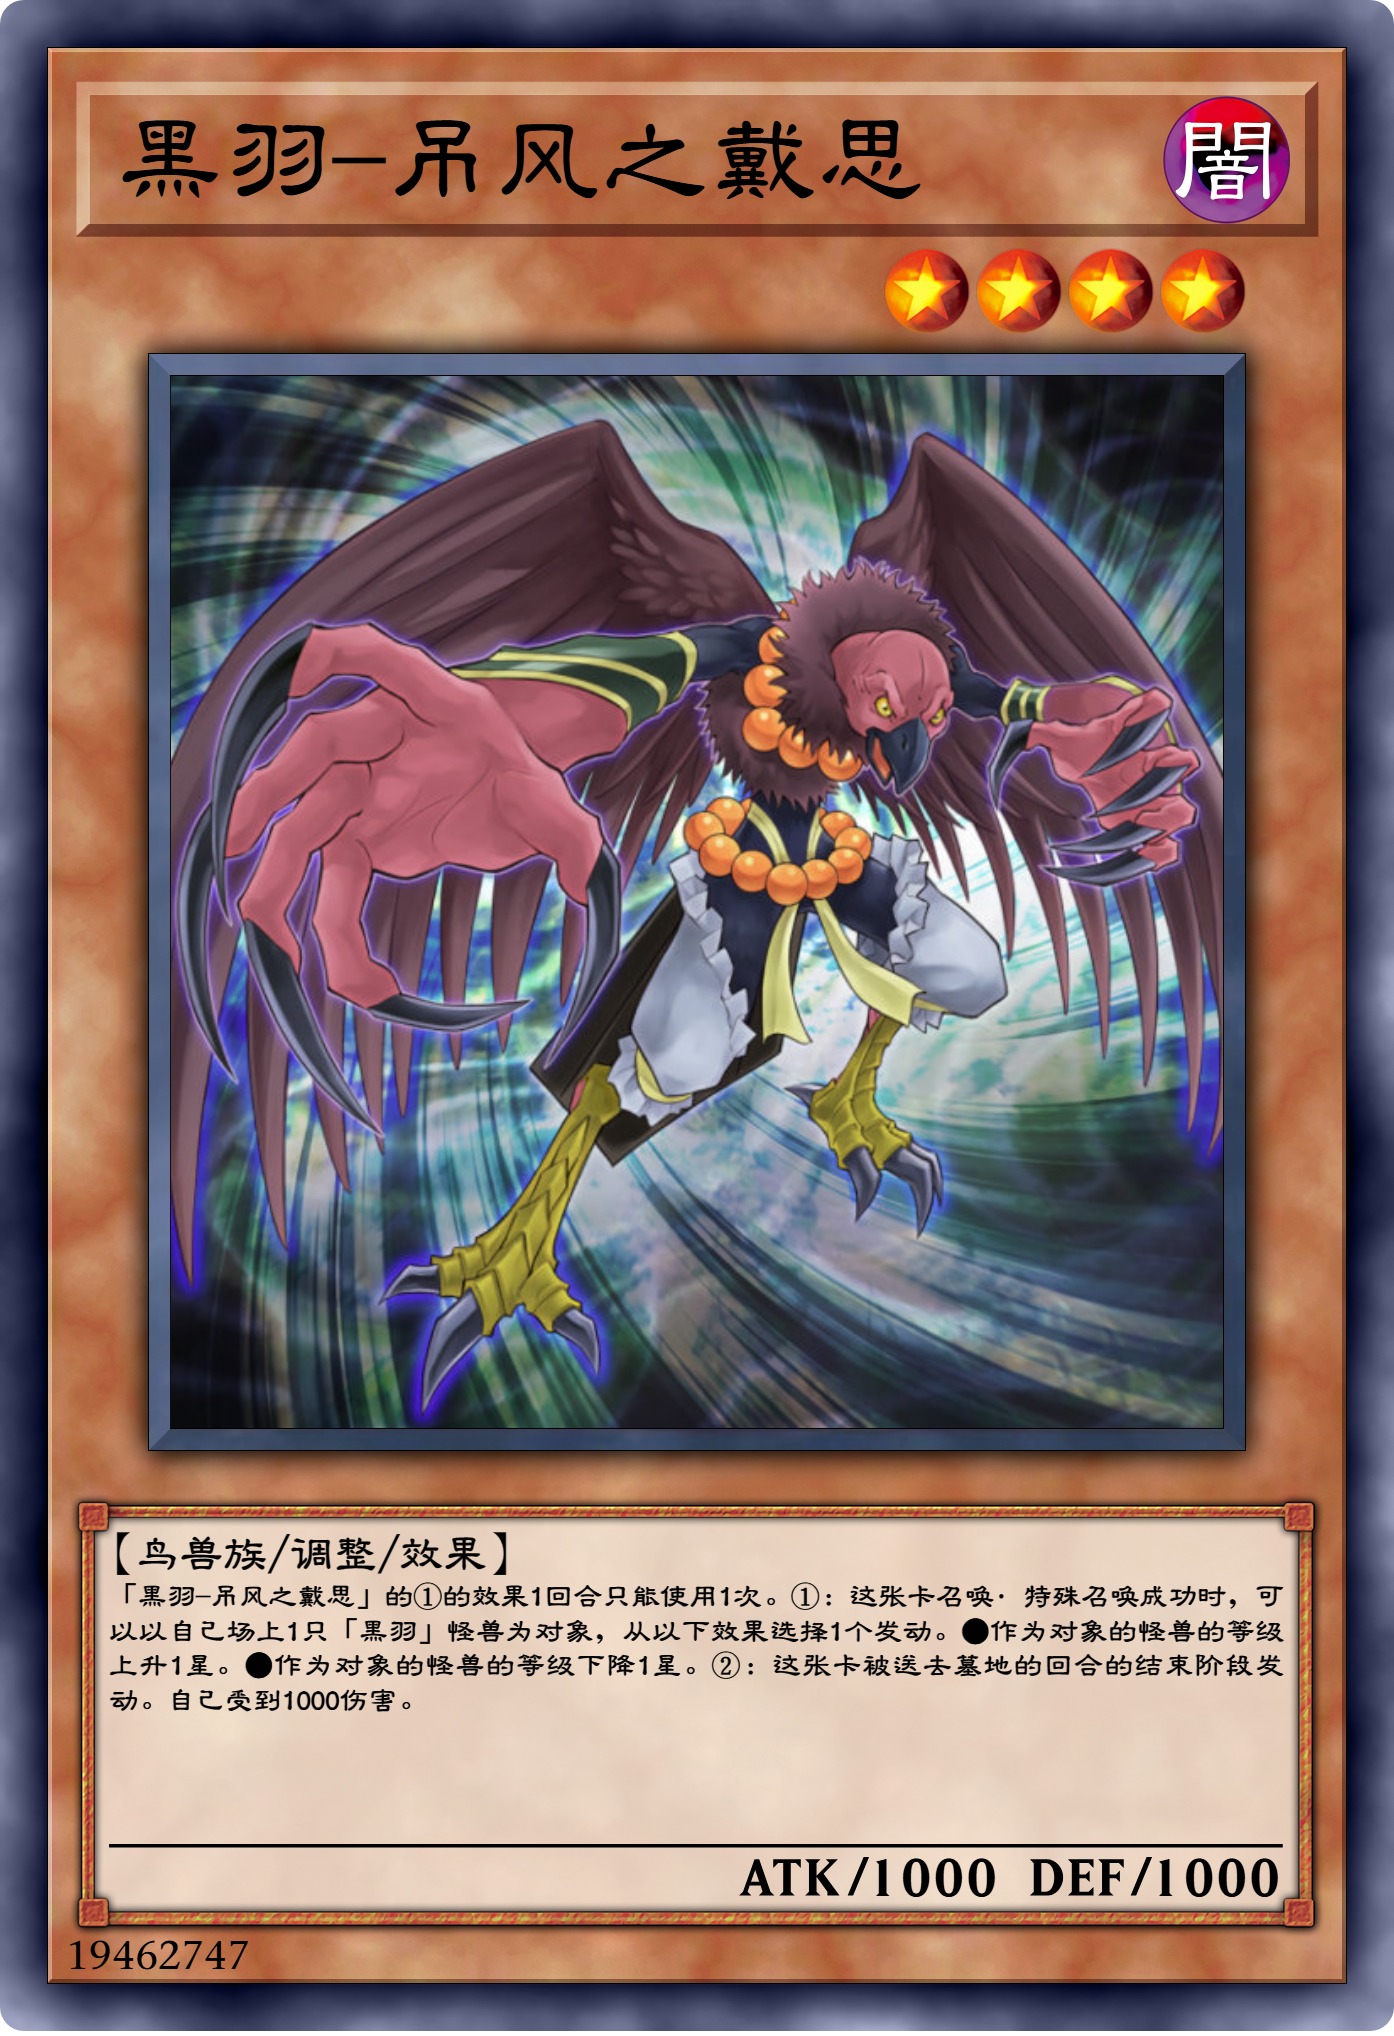 黑羽-吊风之戴思
闇
【鸟兽族/调整/效果】
「黑羽-吊风之戴思」的①的效果1回合只能使用1次。①：这张卡召唤·特殊召唤成功时，可
以以自己场上1只「黑羽」怪兽为对象，从以下效果选择1个发动。●作为对象的怪兽的等级
上升1星。●作为对象的怪兽的等级下降1星。②：这张卡被送去墓地的回合的结束阶段发
动。自己受到1000伤害。
ATK/1000 DEF/1000
19462747